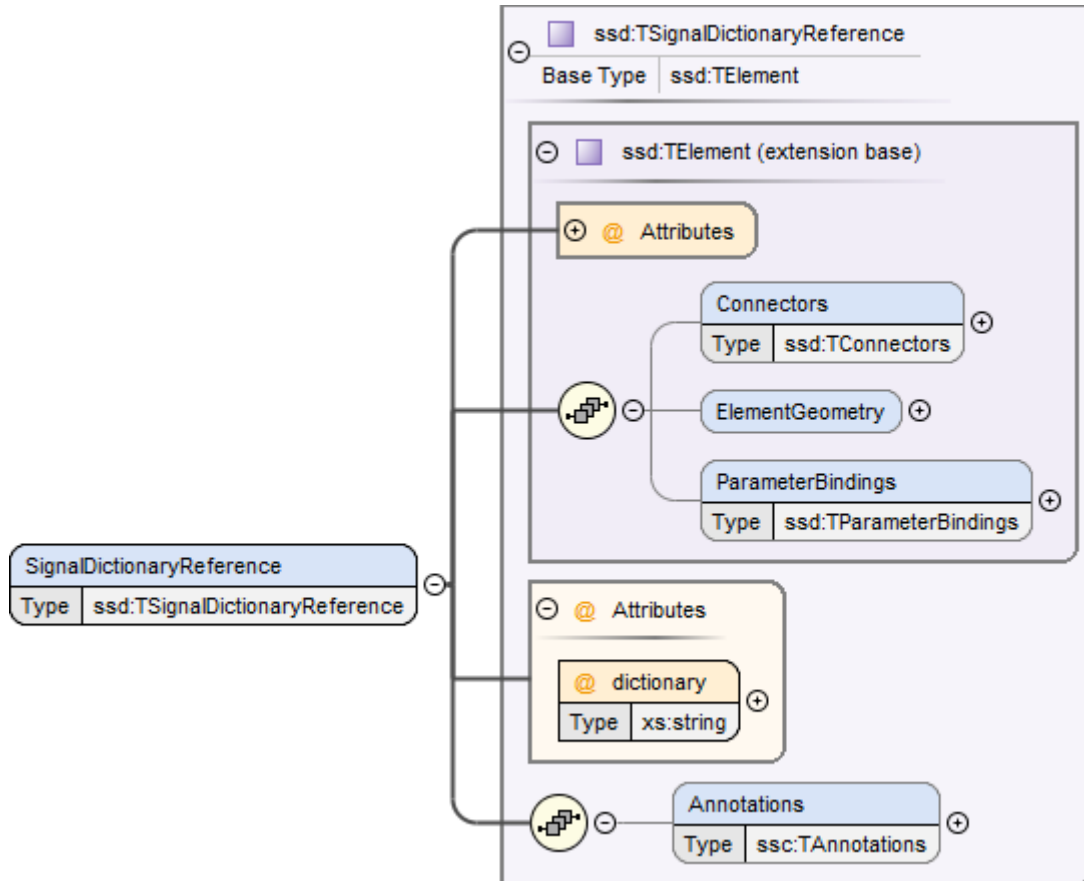 ssd:TSignalDictionaryReference
Base Type ssd:TElement
ssd:TElement (extension base)
@ Attributes
Connectors
Type ssd:TConnectors
ElementGeometry
ParameterBindings
Type ssd:TParameterBindings
SignalDictionaryReference
Type ssd:TSignalDictionaryReference
@ Attributes
@ dictionary
Type xs:string
Annotations
Type ssc:TAnnotations